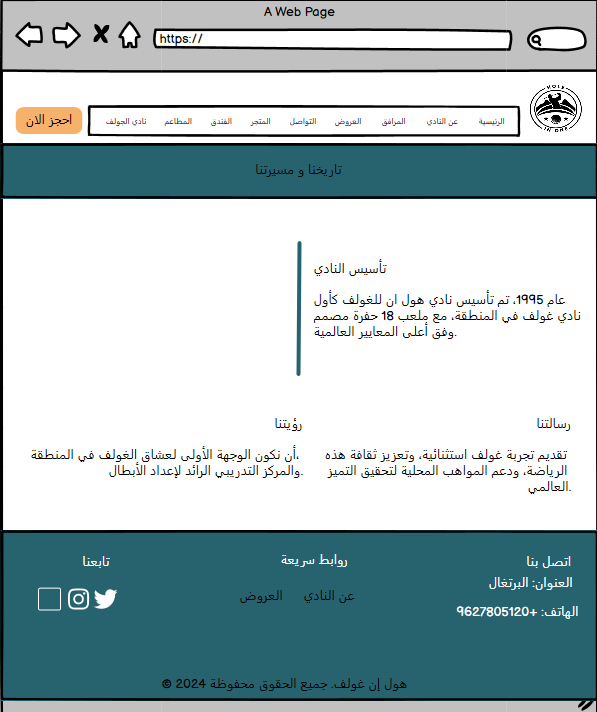 A Web Page
https://
HOLE
IN ONE
احجز الان
الرئيسية
عن النادي
المرافق
العروض
التواصل
المتجر
الفندق
المطاعم
نادي الجولف
تاريخنا و مسيرتنا
تأسيس النادي
عام 1995، تم تأسيس نادي هول ان للغولف كأول
نادي غولف في المنطقة، مع ملعب 18 حفرة مصمم
وفق أعلى المعايير العالمية.
رسالتنا
تقديم تجربة غولف استثنائية، وتعزيز ثقافة هذه
الرياضة، ودعم المواهب المحلية لتحقيق التميز
العالمي.
رؤيتنا
أن نكون الوجهة الأولى لعشاق الغولف في المنطقة،
والمركز التدريبي الرائد لإعداد الأبطال.
اتصل بنا
العنوان: البرتغال
الهاتف: +9627805120
روابط سريعة
عن النادي
العروض
تابعنا
هول إن غولف. جميع الحقوق محفوظة 2024 ©